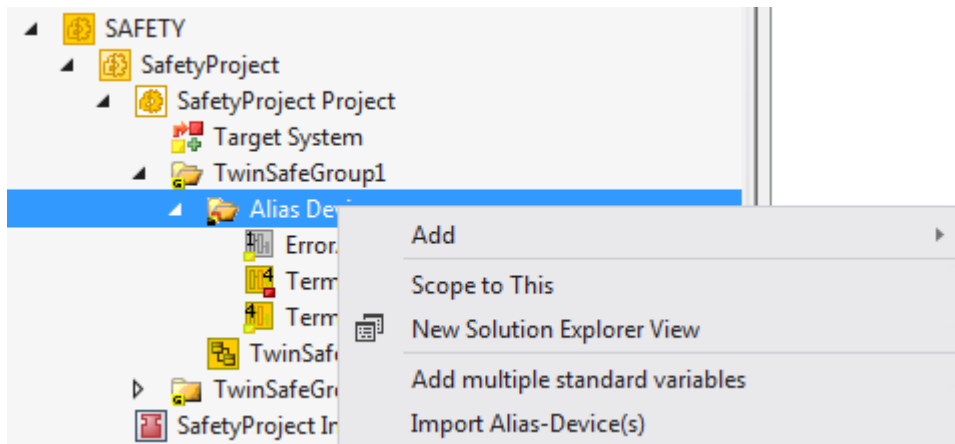 SAFETY
SafetyProject
SafetyProject Project
Target System
TwinSafeGroup1
Alias
Add
Scope to This
New Solution Explorer View
Add multiple standard variables
Import Alias-Device(s)